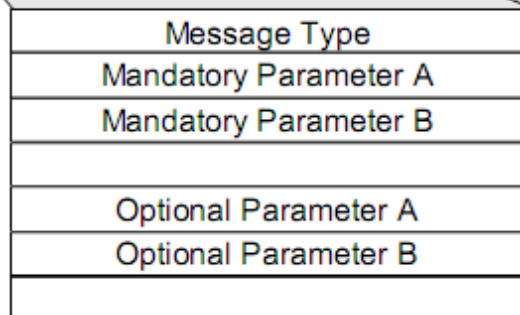 Message Type
Mandatory Parameter A
Mandatory Parameter B
Optional Parameter A
Optional Parameter B